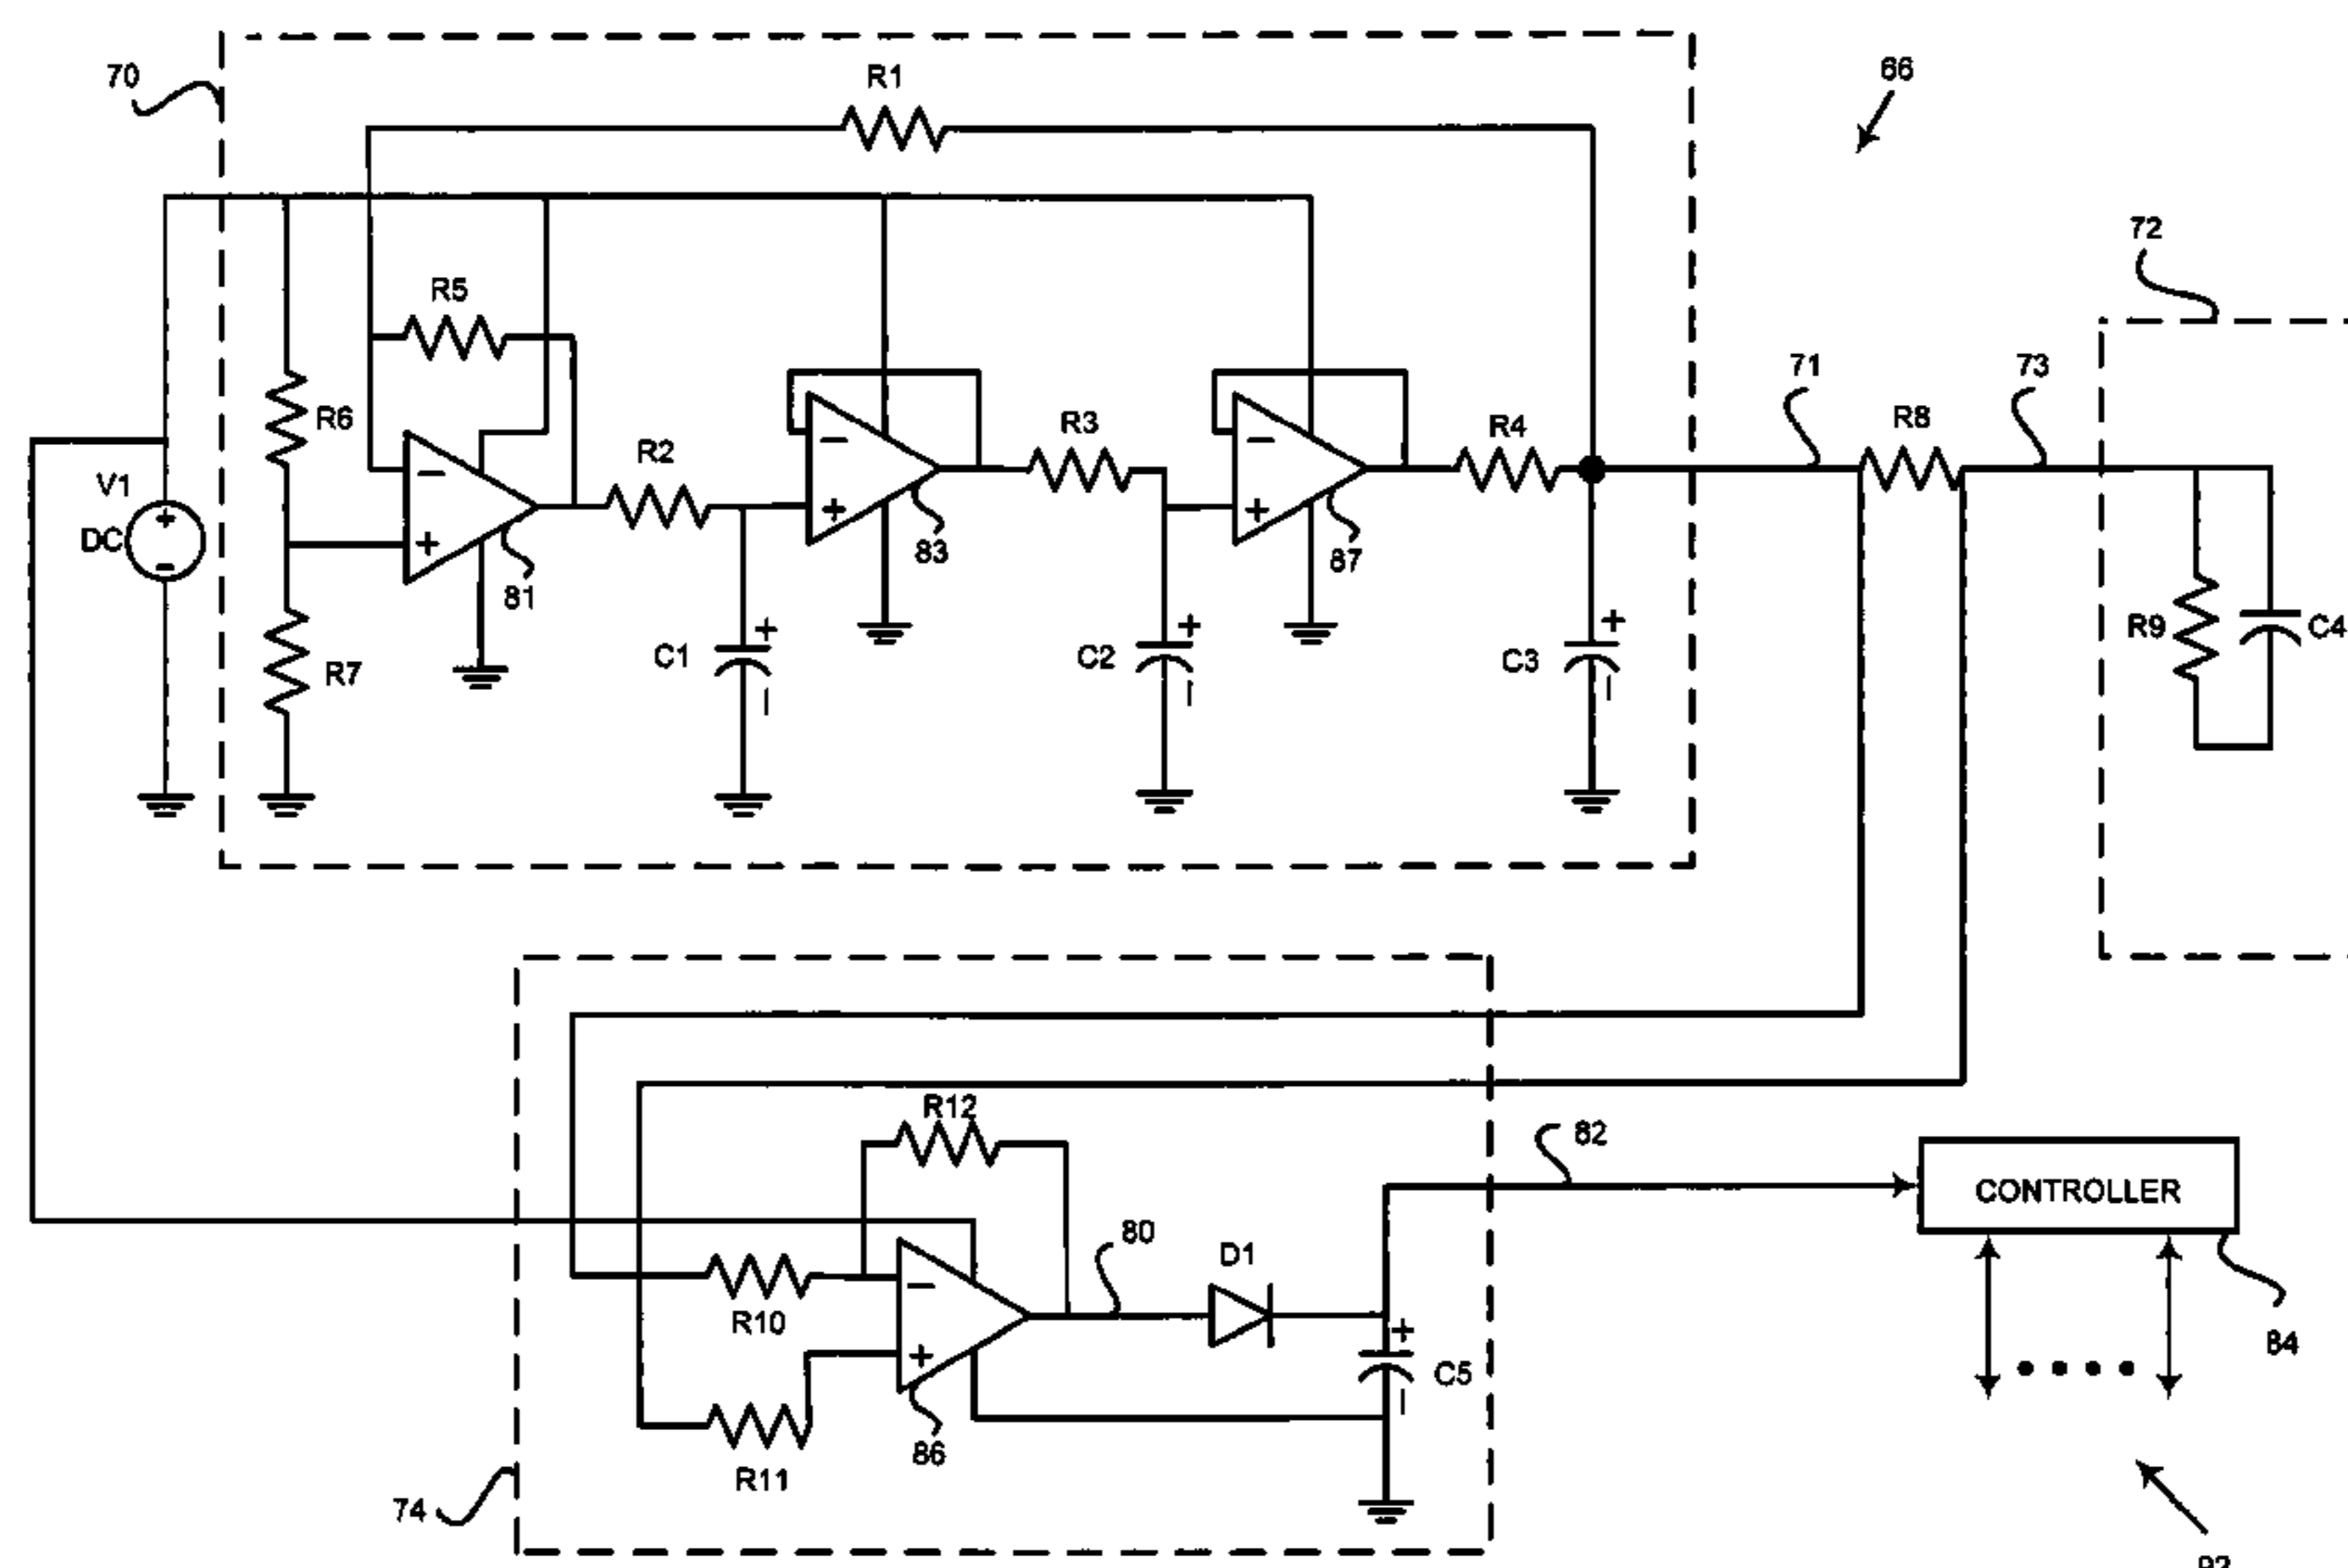 70
R1
66
72
R5
71
73
R6
R2
R3
R4
R8
V1
DC
+
-
-
+
-
+
-
+
81
83
87
R7
C1
+
-
C2
+
-
C3
+
-
R9
C4
R12
82
CONTROLLER
80
D1
-
R10
+
+
C5
-
84
R11
86
74